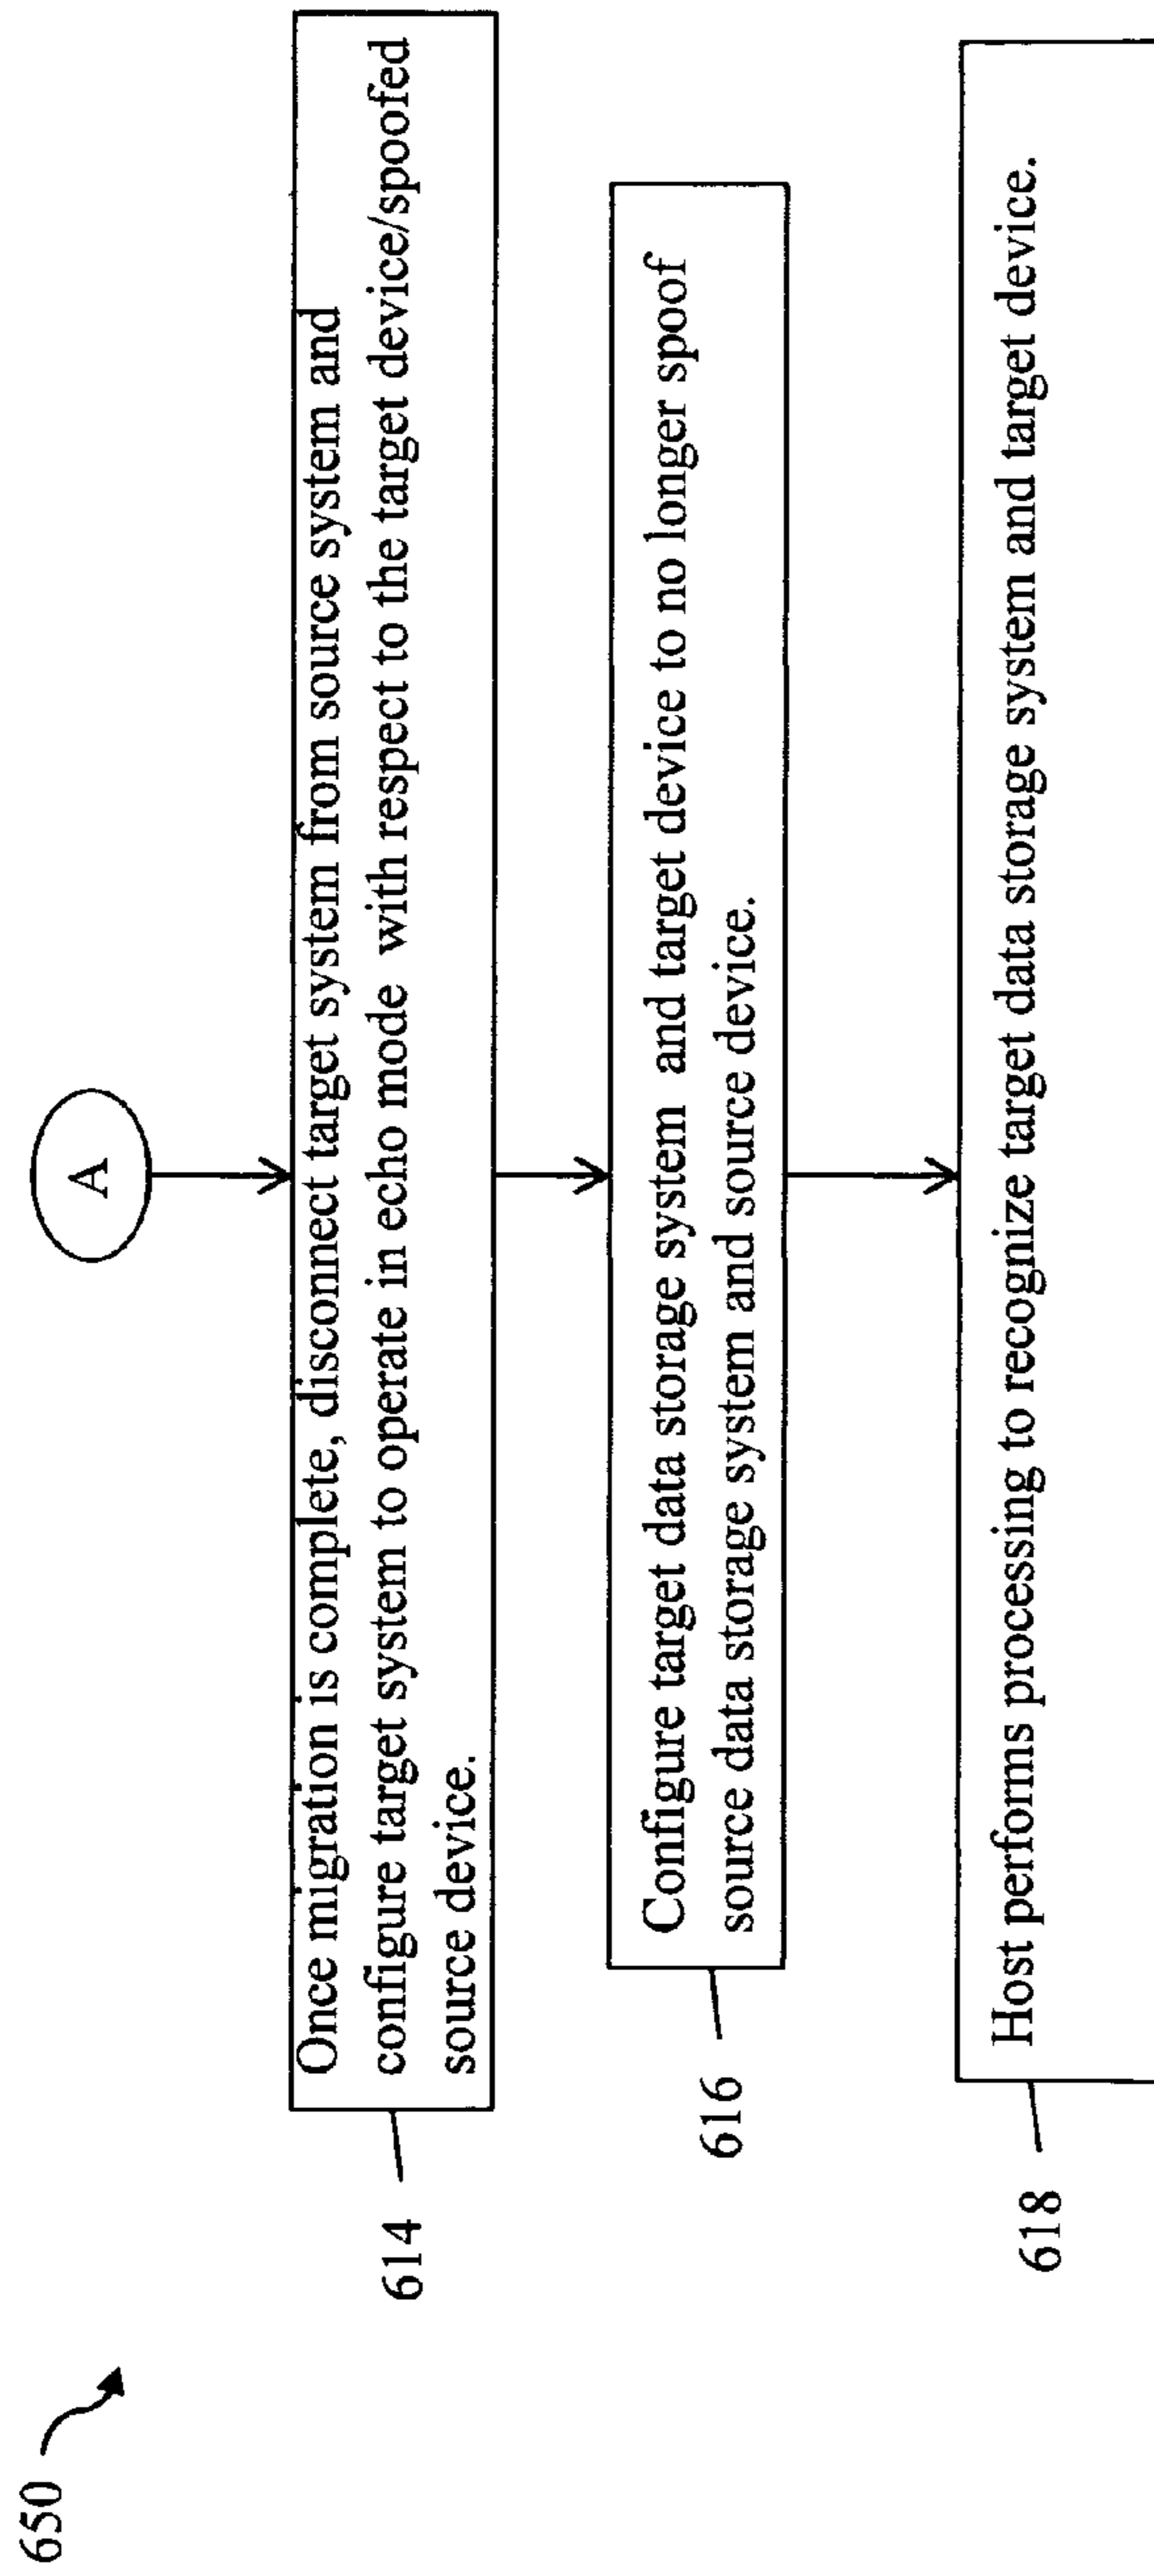 650
A
614
Once migration is complete, disconnect target system from source system and
configure target system to operate in echo mode with respect to the target device/spoofed
source device.
616
Configure target data storage system and target device to no longer spoof
source data storage system and source device.
618
Host performs processing to recognize target data storage system and target device.